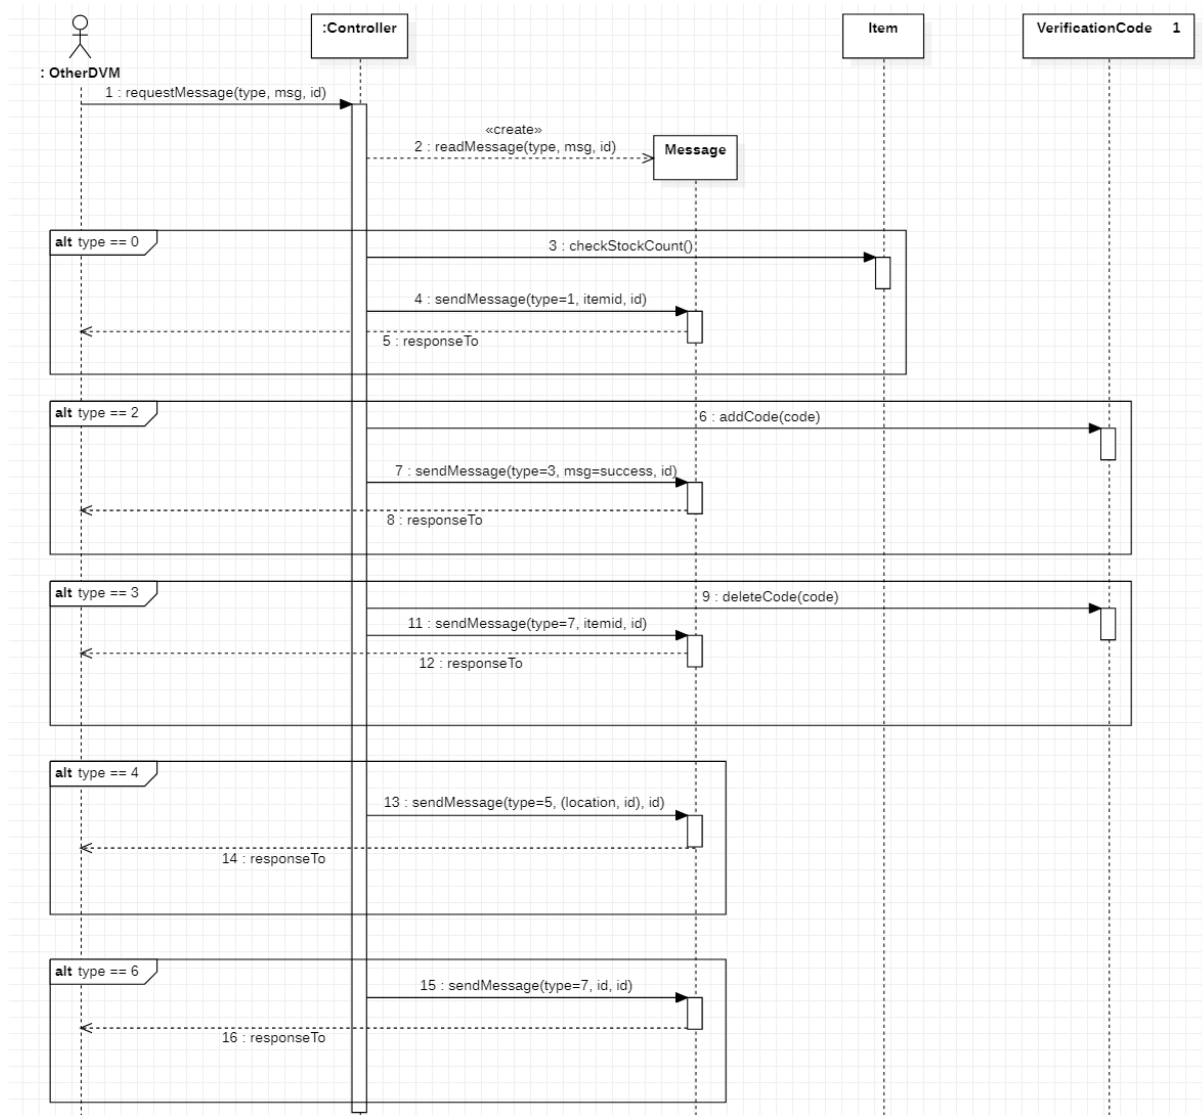 :Controller
Item
VerificationCode 1
: OtherDVM
1 : requestMessage(type, msg, id)
«create»
2 : readMessage(type, msg, id)
Message
alt type == 0
3 : checkStockCount()
4 : sendMessage(type=1, itemid, id)
5 : responseTo
alt type == 2
6 : addCode(code)
7 : sendMessage(type=3, msg=success, id)
8 : responseTo
alt type == 3
9 : deleteCode(code)
11 : sendMessage(type=7, itemid, id)
12 : responseTo
alt type == 4
13 : sendMessage(type=5, (location, id), id)
14 : responseTo
alt type == 6
15 : sendMessage(type=7, id, id)
16 : responseTo